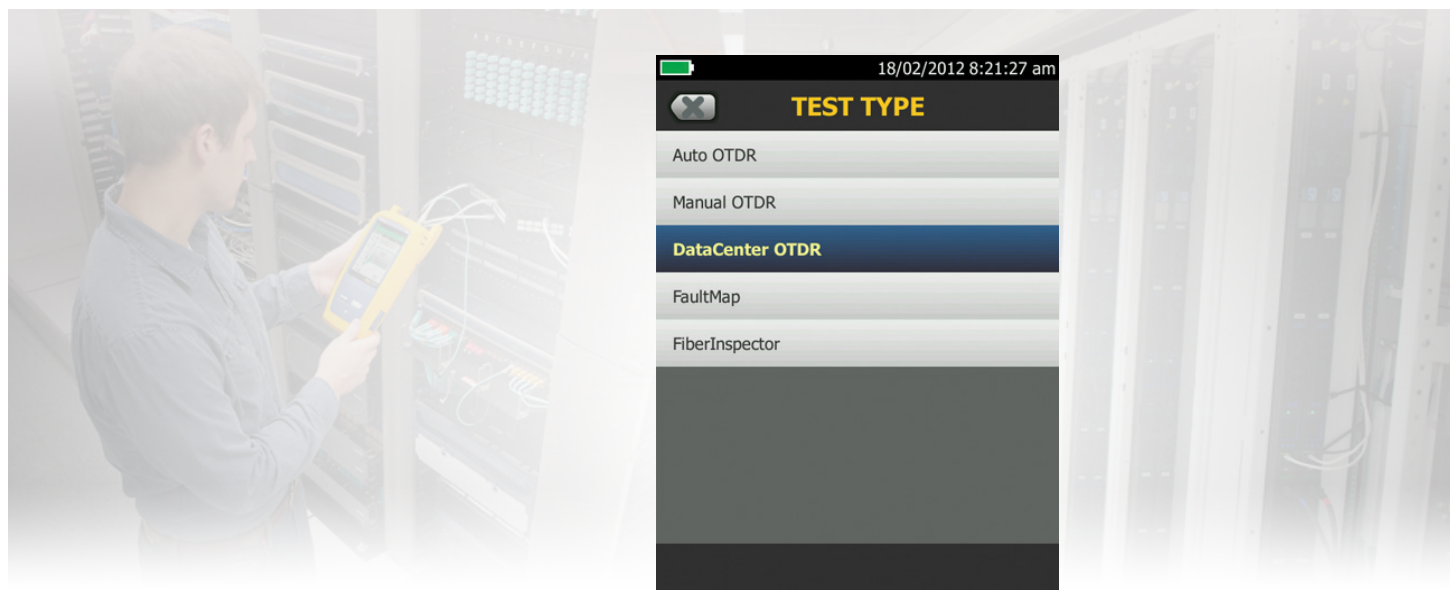 18/02/2012 8:21:27 am
TEST TYPE
Auto OTDR
Manual OTDR
DataCenter OTDR
FaultMap
FiberInspector